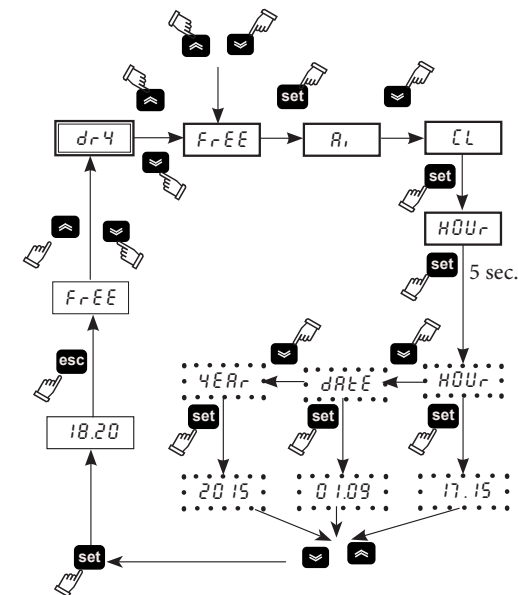 set
dr4 FrEE Ai CL
set
HOUr
set 5 sec.
FrEE
esc
YEAr dAtE HOUr
set set set
18.20
2015 01.09 17.15
set